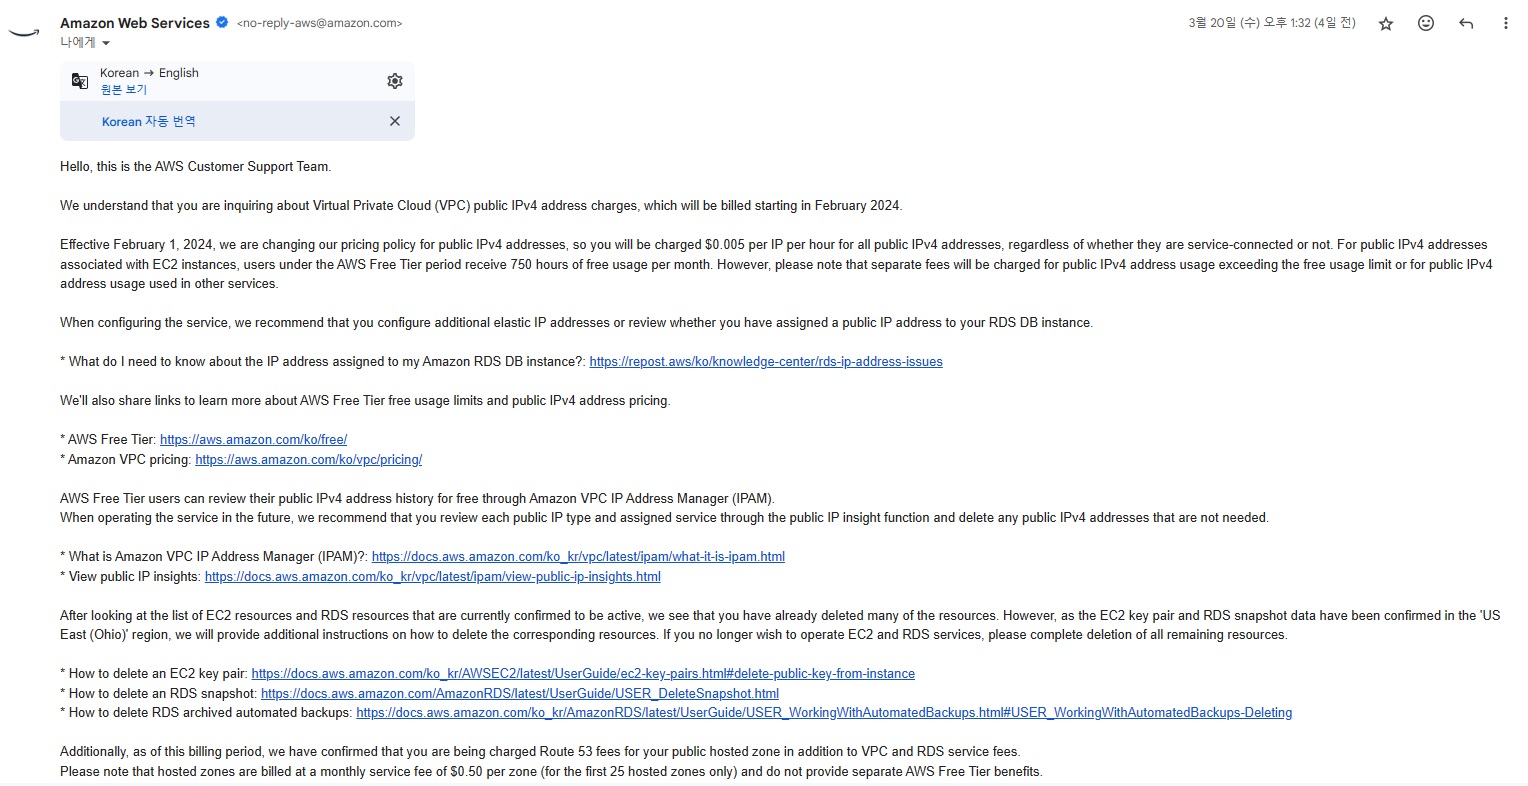 Amazon Web Services <no-reply-aws@amazon.com>
3월 20일 (수) 오후 1:32 (4일 전)
나에게
Korean → English
원본 보기
Korean 자동 번역
Hello, this is the AWS Customer Support Team.
We understand that you are inquiring about Virtual Private Cloud (VPC) public IPv4 address charges, which will be billed starting in February 2024.
Effective February 1, 2024, we are changing our pricing policy for public IPv4 addresses, so you will be charged $0.005 per IP per hour for all public IPv4 addresses, regardless of whether they are service-connected or not. For public IPv4 addresses
associated with EC2 instances, users under the AWS Free Tier period receive 750 hours of free usage per month. However, please note that separate fees will be charged for public IPv4 address usage exceeding the free usage limit or for public IPv4
address usage used in other services.
When configuring the service, we recommend that you configure additional elastic IP addresses or review whether you have assigned a public IP address to your RDS DB instance.
* What do I need to know about the IP address assigned to my Amazon RDS DB instance?: https://repost.aws/ko/knowledge-center/rds-ip-address-issues
We'll also share links to learn more about AWS Free Tier free usage limits and public IPv4 address pricing.
* AWS Free Tier: https://aws.amazon.com/ko/free/
* Amazon VPC pricing: https://aws.amazon.com/ko/vpc/pricing/
AWS Free Tier users can review their public IPv4 address history for free through Amazon VPC IP Address Manager (IPAM).
When operating the service in the future, we recommend that you review each public IP type and assigned service through the public IP insight function and delete any public IPv4 addresses that are not needed.
* What is Amazon VPC IP Address Manager (IPAM)?: https://docs.aws.amazon.com/ko_kr/vpc/latest/ipam/what-it-is-ipam.html
* View public IP insights: https://docs.aws.amazon.com/ko_kr/vpc/latest/ipam/view-public-ip-insights.html
After looking at the list of EC2 resources and RDS resources that are currently confirmed to be active, we see that you have already deleted many of the resources. However, as the EC2 key pair and RDS snapshot data have been confirmed in the 'US
East (Ohio)' region, we will provide additional instructions on how to delete the corresponding resources. If you no longer wish to operate EC2 and RDS services, please complete deletion of all remaining resources.
* How to delete an EC2 key pair: https://docs.aws.amazon.com/ko_kr/AWSEC2/latest/UserGuide/ec2-key-pairs.html#delete-public-key-from-instance
* How to delete an RDS snapshot: https://docs.aws.amazon.com/AmazonRDS/latest/UserGuide/USER_DeleteSnapshot.html
* How to delete RDS archived automated backups: https://docs.aws.amazon.com/ko_kr/AmazonRDS/latest/UserGuide/USER_WorkingWithAutomatedBackups.html#USER_WorkingWithAutomatedBackups-Deleting
Additionally, as of this billing period, we have confirmed that you are being charged Route 53 fees for your public hosted zone in addition to VPC and RDS service fees.
Please note that hosted zones are billed at a monthly service fee of $0.50 per zone (for the first 25 hosted zones only) and do not provide separate AWS Free Tier benefits.